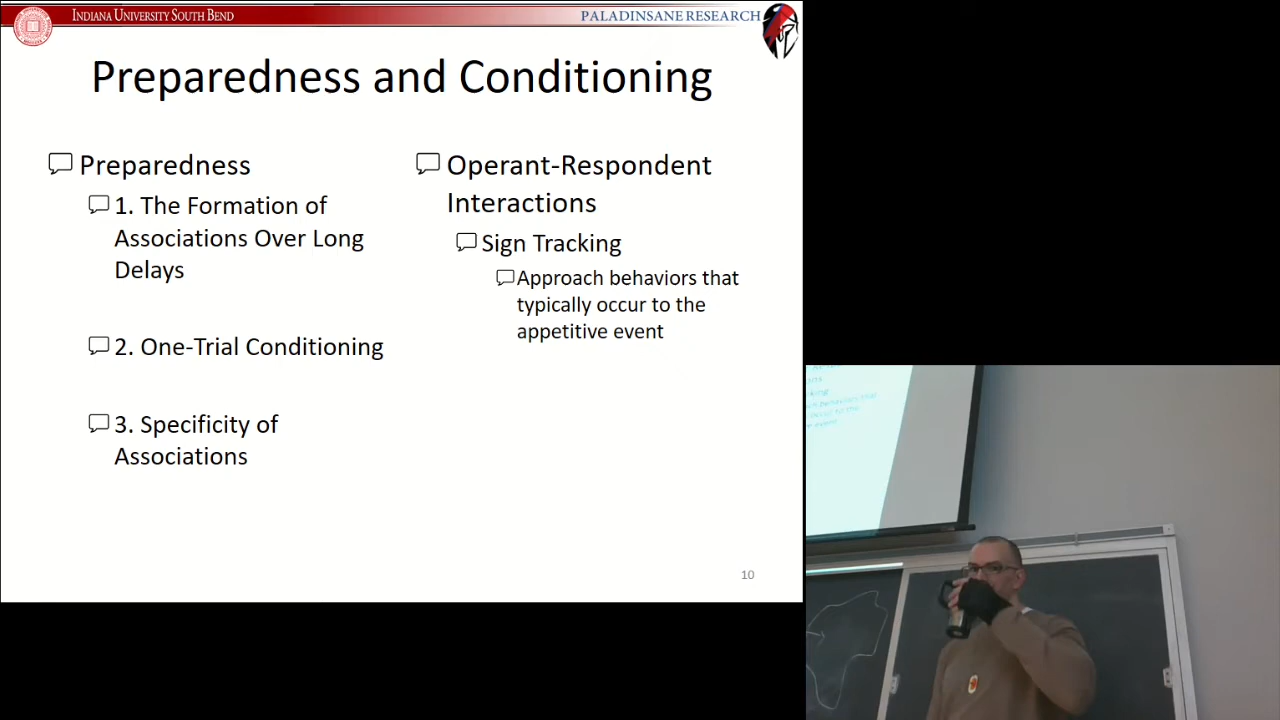 INDIANA UNIVERSITY SOUTH BEND
PALADINSANE RESEARCH
Preparedness and Conditioning
Preparedness
1. The Formation of
Associations Over Long
Delays
2. One-Trial Conditioning
3. Specificity of
Associations
Operant-Respondent
Interactions
Sign Tracking
Approach behaviors that
typically occur to the
appetitive event
10